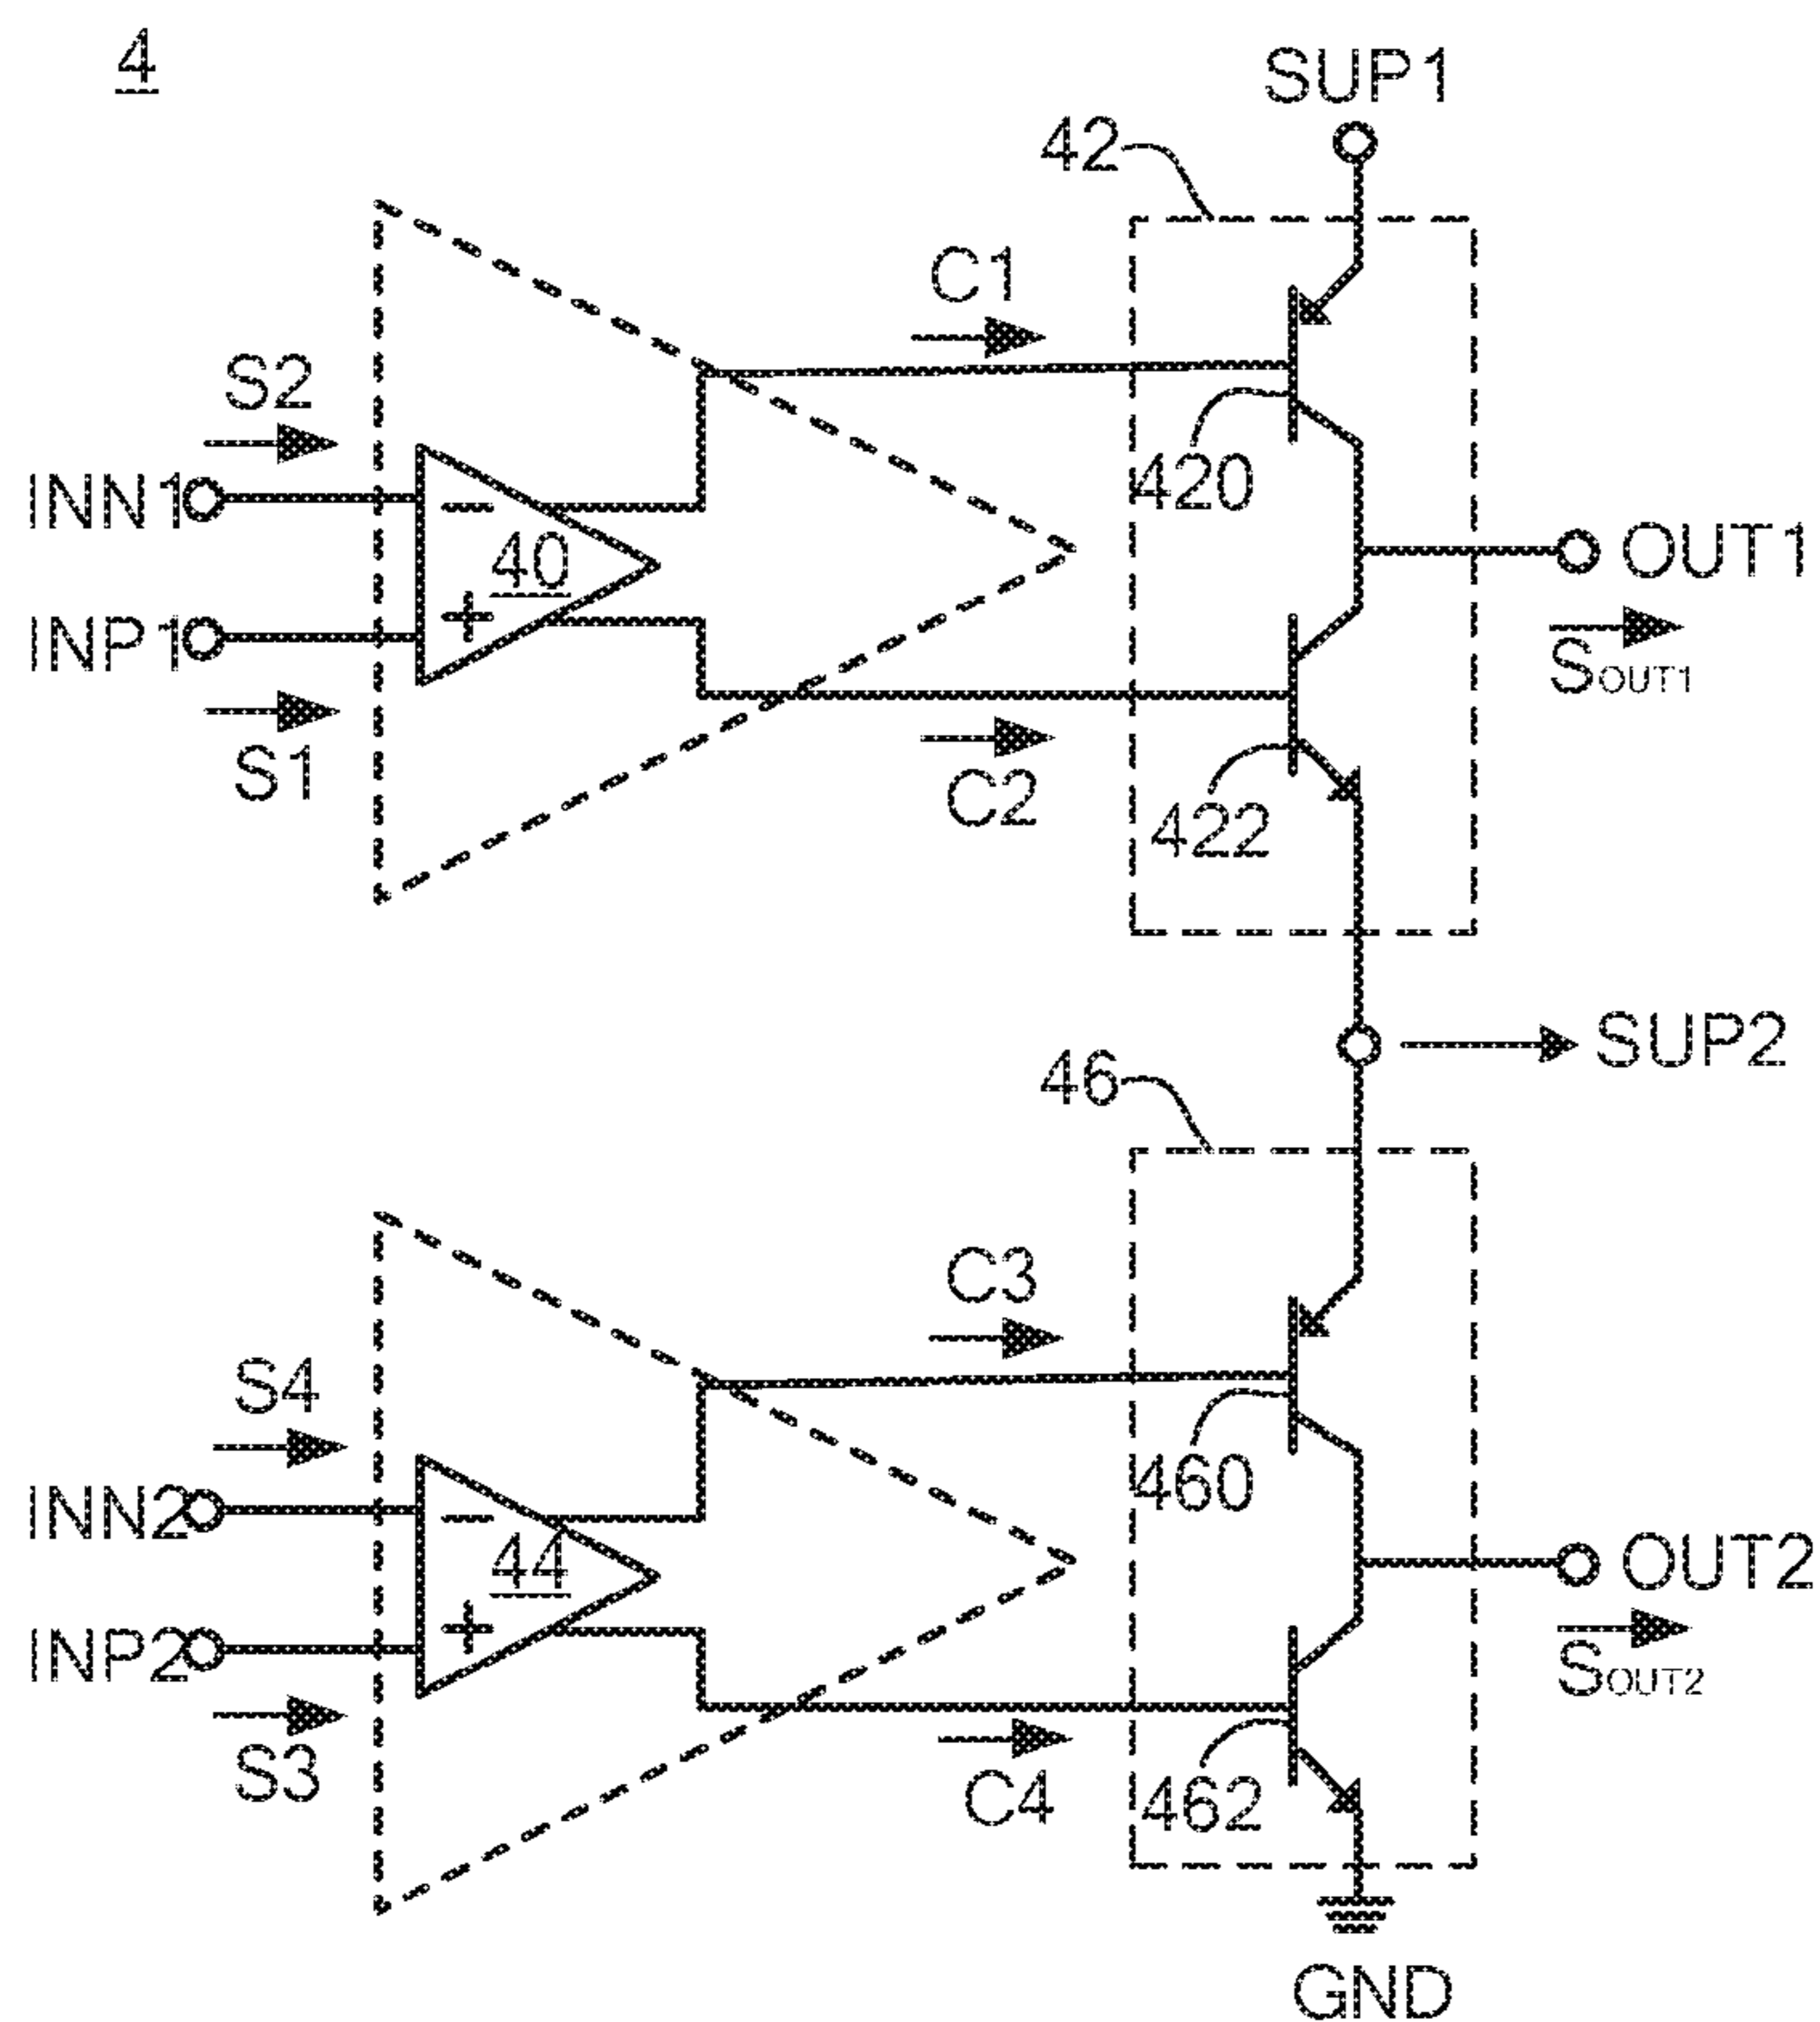 4
SUP1
42
C1
S2
INN1
−
40
420
OUT1
INP1
+
SOUT1
S1
C2
422
SUP2
46
C3
S4
INN2
−
44
460
OUT2
INP2
+
SOUT2
S3
C4
462
GND